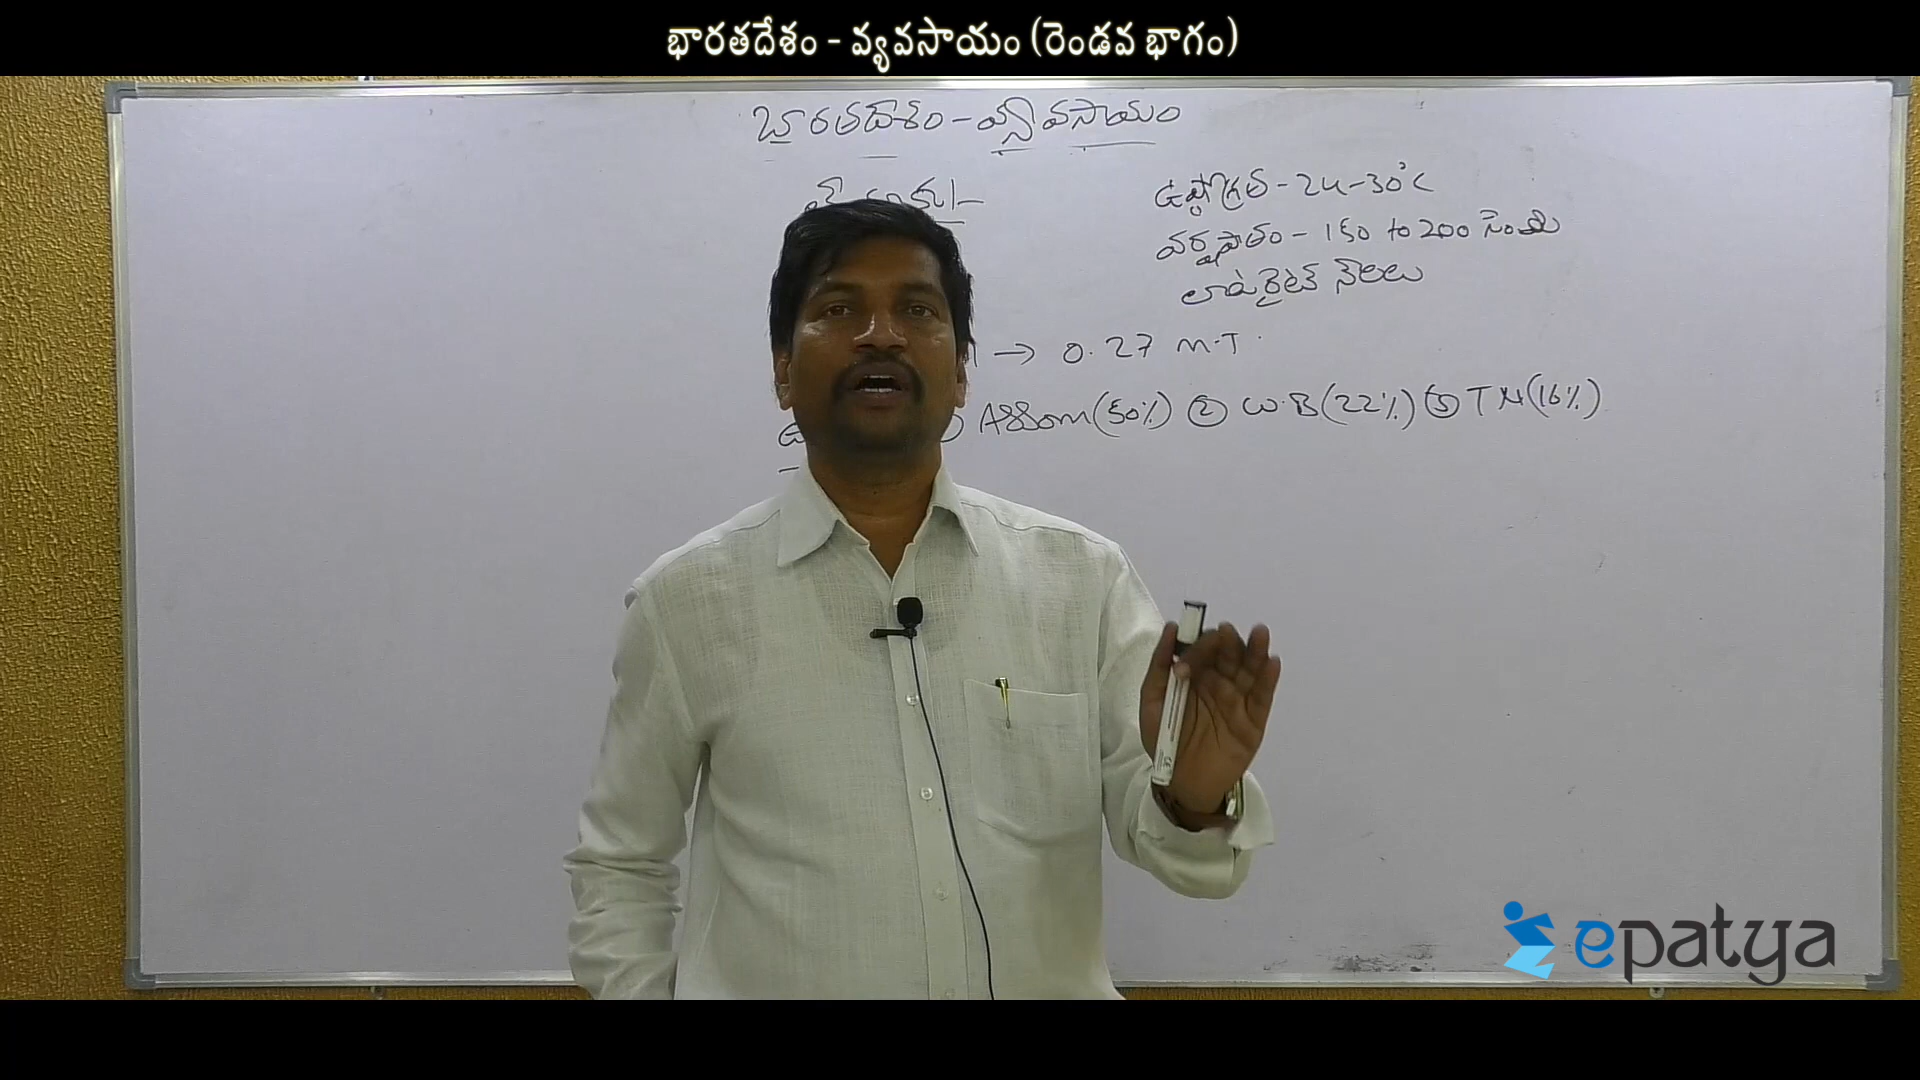 భారతదేశం - వ్యవసాయం (రెండవ భాగం)
భారతదేశం - వ్యవసాయం
ఉష్ణోగ్రత - 24-30°C
వర్షపాతం - 150 to 200 సెం.మీ
లాటరైట్ నేలలు
→ 0.27 M.T.
Assam (50%) ② W.B (22%) ③ TN (16%)
epatya